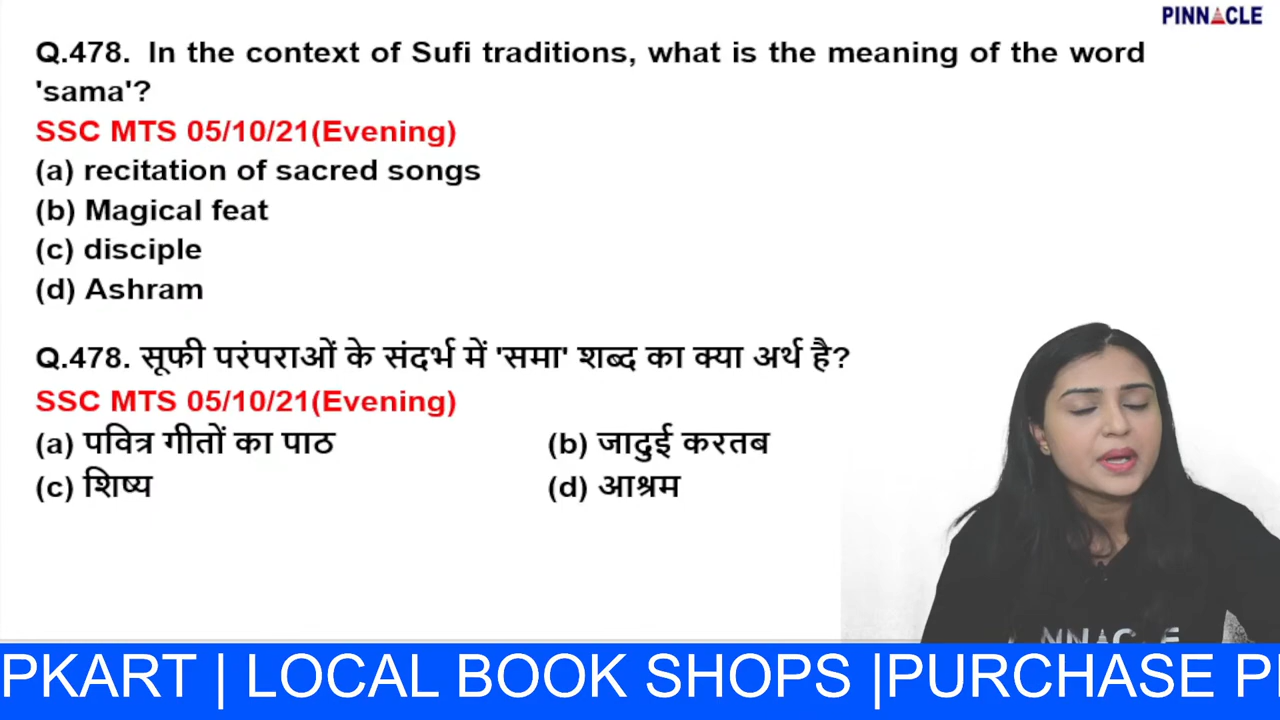 PINNACLE
Q.478. In the context of Sufi traditions, what is the meaning of the word
'sama'?
SSC MTS 05/10/21(Evening)
(a) recitation of sacred songs
(b) Magical feat
(c) disciple
(d) Ashram
Q.478. सूफी परंपराओं के संदर्भ में 'समा' शब्द का क्या अर्थ है?
SSC MTS 05/10/21(Evening)
(a) पवित्र गीतों का पाठ (b) जादुई करतब
(c) शिष्य (d) आश्रम
PKART | LOCAL BOOK SHOPS |PURCHASE